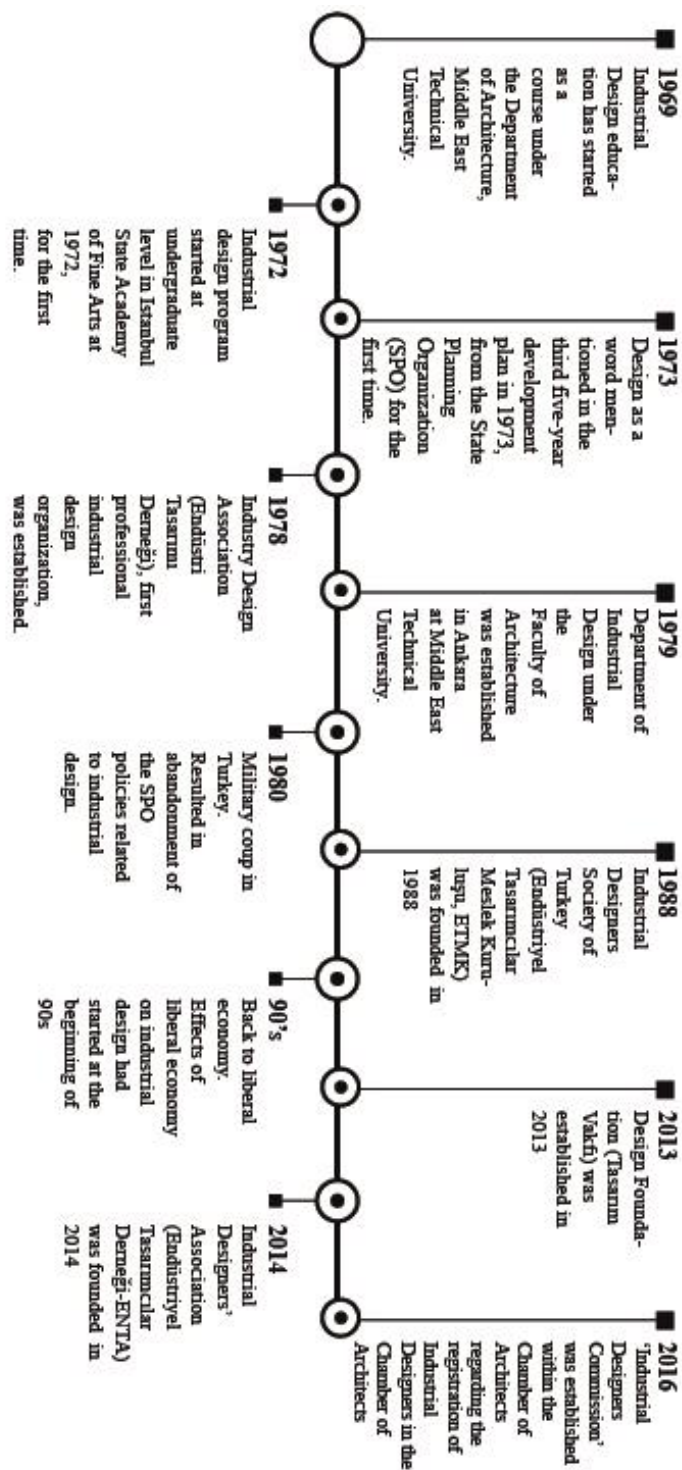 1969
Industrial
Design educa-
tion has started
as a
course under
the Department
of Architecture,
Middle East
Technical
University.
1972
Industrial
design program
started at
undergraduate
level in Istanbul
State Academy
of Fine Arts at
1972,
for the first
time.
1973
Design as a
word men-
tioned in the
third five-year
development
plan in 1973,
from the State
Planning
Organization
(SPO) for the
first time.
1978
Industry Design
Association
(Endüstri
Tasarımı
Derneği), first
professional
industrial
design
organization,
was established.
1979
Department of
Industrial
Design under
the
Faculty of
Architecture
was established
in Ankara
at Middle East
Technical
University.
1980
Military coup in
Turkey.
Resulted in
abandonment of
the SPO
policies related
to industrial
design.
1988
Industrial
Designers
Society of
Turkey
(Endüstriyel
Tasarımcılar
Meslek Kuru-
luşu, ETMK)
was founded in
1988
90's
Back to liberal
economy.
Effects of
liberal economy
on industrial
design had
started at the
beginning of
90s
2013
Design Founda-
tion (Tasarım
Vakfı) was
established in
2013
2014
Industrial
Designers'
Association
(Endüstriyel
Tasarımcılar
Derneği-ENTA)
was founded in
2014
2016
'Industrial
Designers
Commission'
was established
within the
Chamber of
Architects
regarding the
registration of
Industrial
Designers in the
Chamber of
Architects